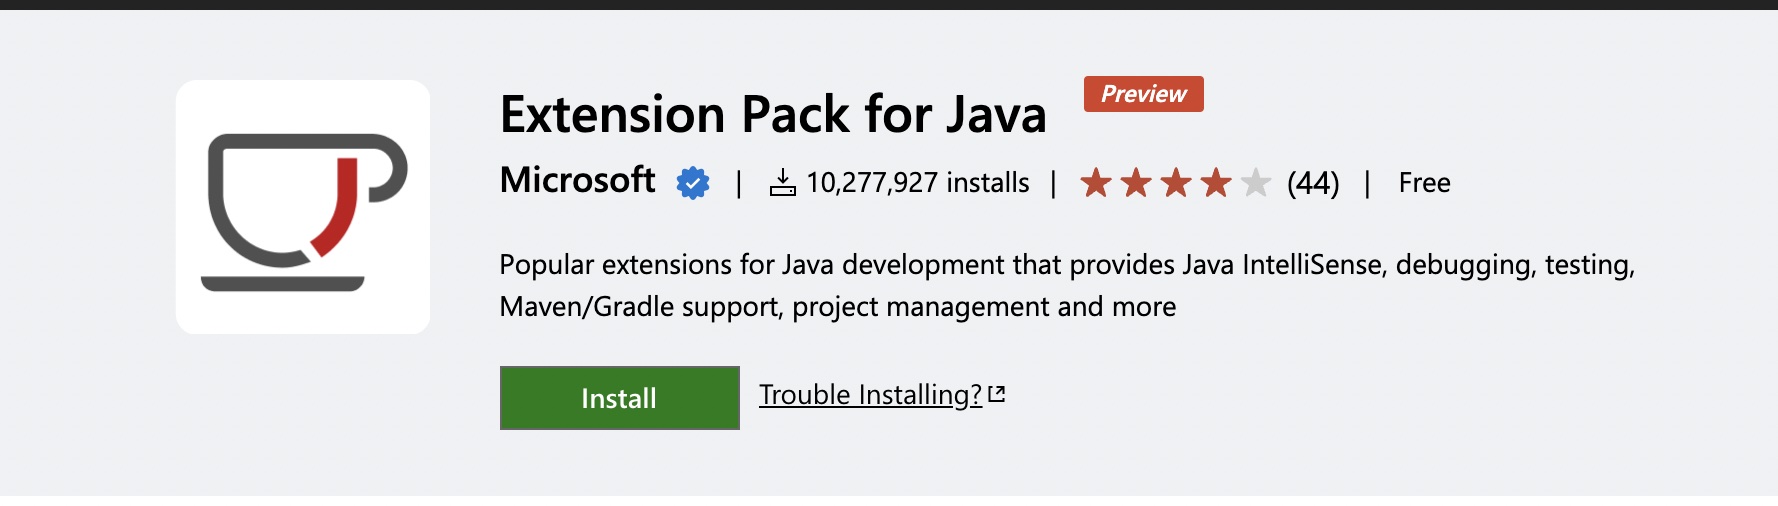 Extension Pack for Java Preview
Microsoft | 10,277,927 installs | (44) | Free
Popular extensions for Java development that provides Java IntelliSense, debugging, testing,
Maven/Gradle support, project management and more
Install Trouble Installing?